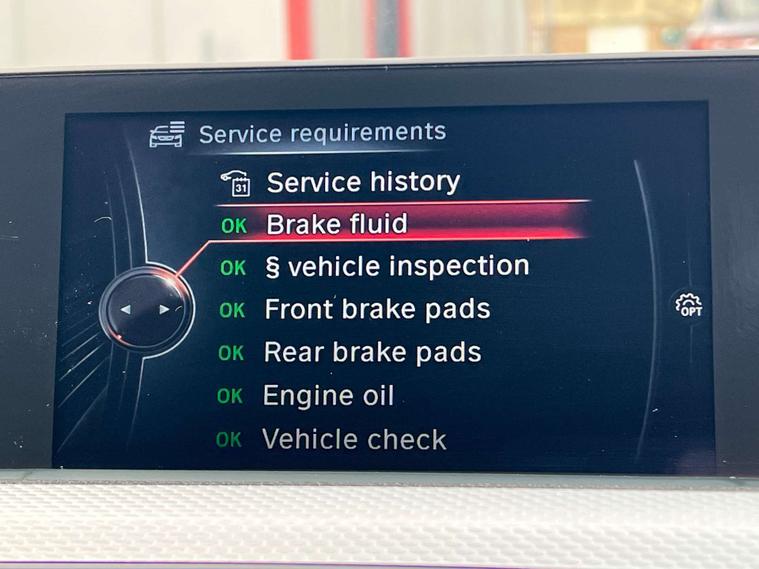 Service requirements
31 Service history
OK Brake fluid
OK § vehicle inspection
OK Front brake pads
OPT
OK Rear brake pads
OK Engine oil
OK Vehicle check